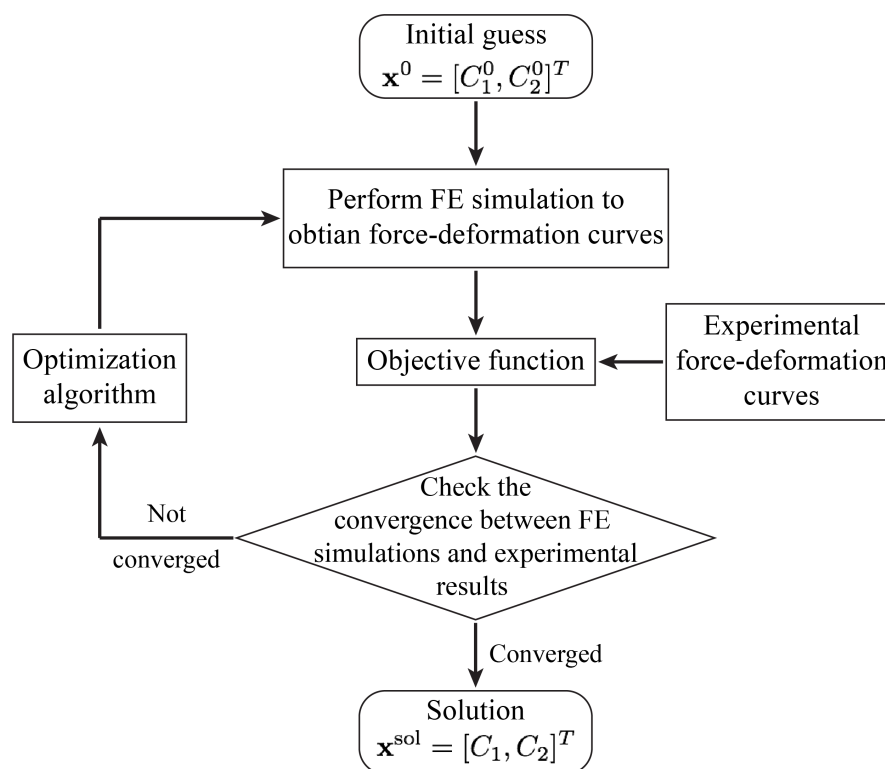 Initial guess
𝐱⁰ = [C₁⁰, C₂⁰]ᵀ
Perform FE simulation to
obtian force-deformation curves
Optimization
algorithm
Objective function
Experimental
force-deformation
curves
Check the
convergence between FE
simulations and experimental
results
Not
converged
Converged
Solution
𝐱ˢᵒˡ = [C₁, C₂]ᵀ